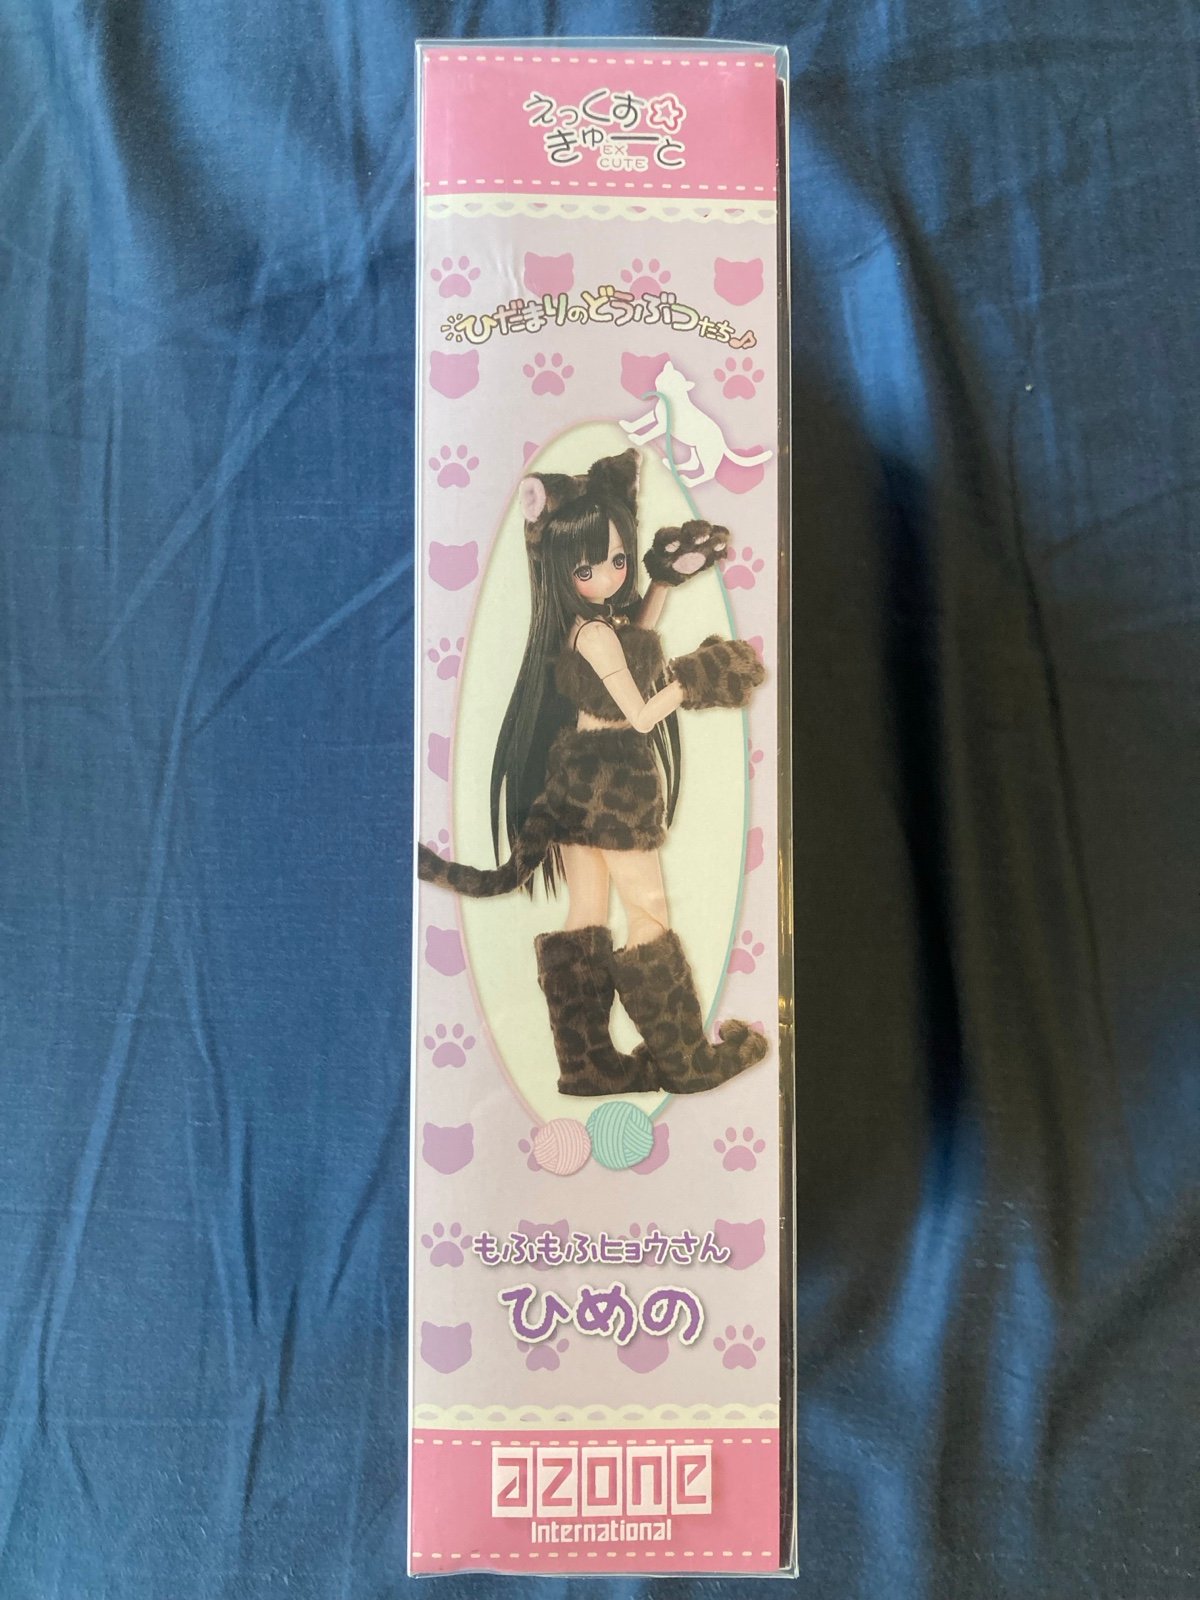 えっくす☆
きゅーと
EX
CUTE
ひだまりのどうぶつたち♪
もふもふヒョウさん
ひめの
azone
International